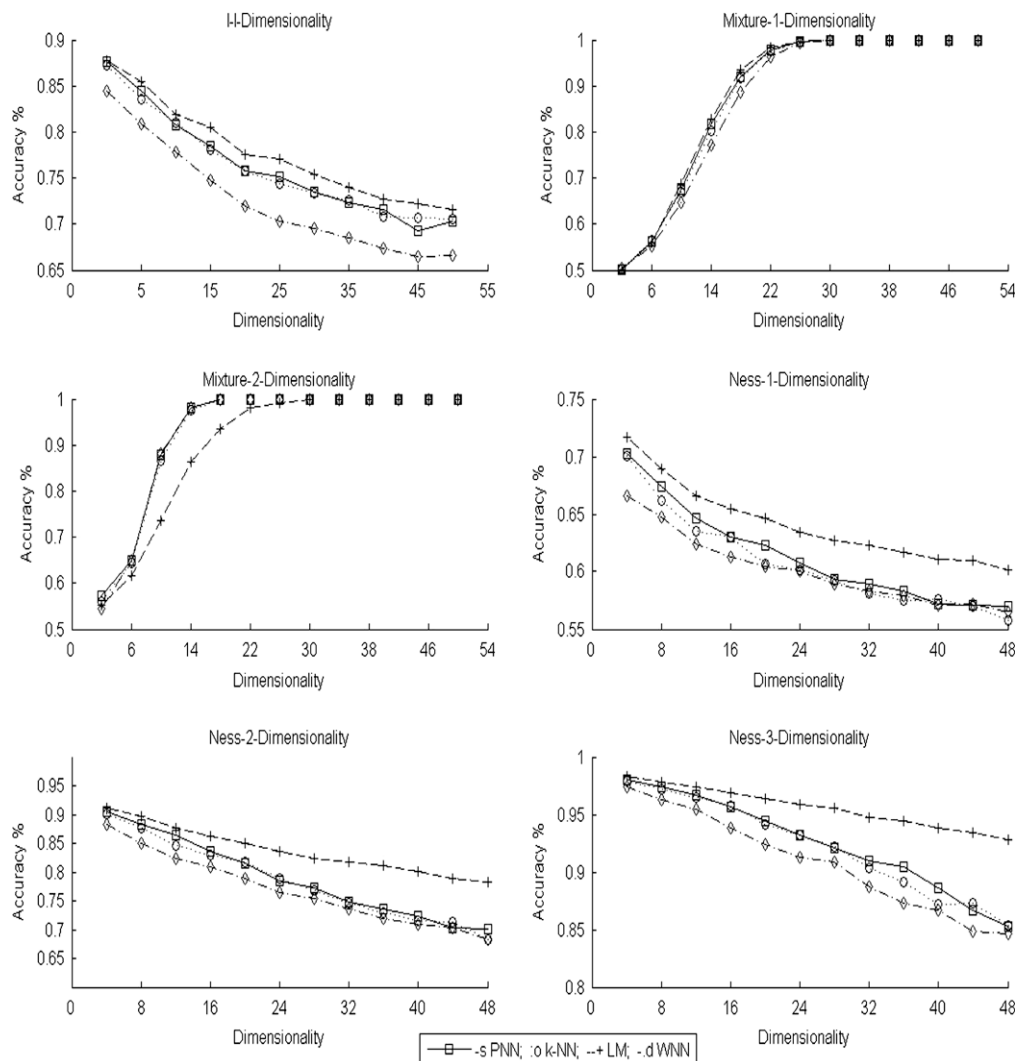 I-I-Dimensionality
Accuracy %
0.9
0.85
0.8
0.75
0.7
0.65
0 5 15 15 20 25 30 35 40 45 55
Dimensionality
Mixture-1-Dimensionality
Accuracy %
1
0.9
0.8
0.7
0.6
0.5
0 6 14 22 30 38 46 54
Dimensionality
Mixture-2-Dimensionality
Accuracy %
1
0.9
0.8
0.7
0.6
0.5
0 6 14 22 30 38 46 54
Dimensionality
Ness-1-Dimensionality
Accuracy %
0.75
0.7
0.65
0.6
0.55
0 8 16 24 32 40 48
Dimensionality
Ness-2-Dimensionality
Accuracy %
0.95
0.9
0.85
0.8
0.75
0.7
0.65
0 8 16 24 32 40 48
Dimensionality
Ness-3-Dimensionality
Accuracy %
1
0.95
0.9
0.85
0.8
0 8 16 24 32 40 48
Dimensionality
-s PNN; :o k-NN; --+ LM; -.d WNN